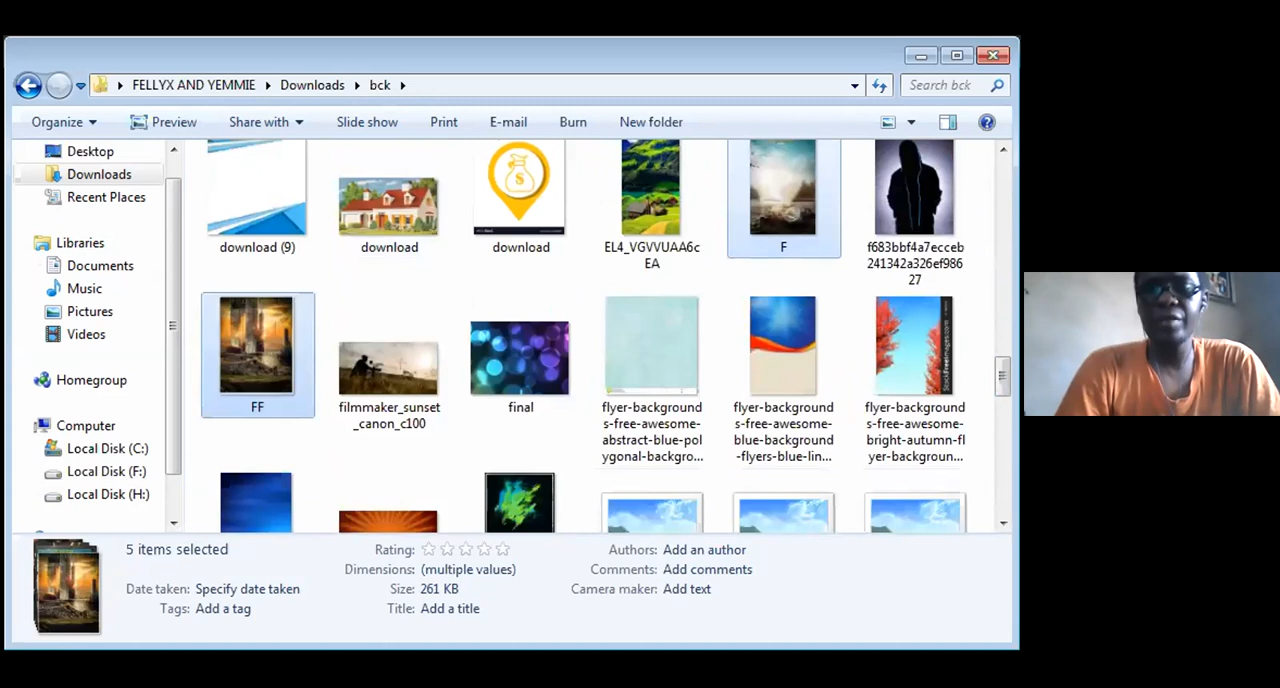 FELLYX AND YEMMIE Downloads bck
Search bck
Organize Preview Share with Slide show Print E-mail Burn New folder
Desktop
Downloads
Recent Places
Libraries
Documents
Music
Pictures
Videos
Homegroup
Computer
Local Disk (C:)
Local Disk (F:)
Local Disk (H:)
download (9)
download
download
EL4_VGVVUAA6c
EA
F
f683bbf4a7ecceb
241342a326ef986
27
FF
filmmaker_sunset
_canon_c100
final
flyer-background
s-free-awesome-
abstract-blue-pol
ygonal-backgro...
flyer-background
s-free-awesome-
blue-background
-flyers-blue-lin...
flyer-background
s-free-awesome-
bright-autumn-fl
yer-backgroun...
5 items selected
Date taken: Specify date taken
Tags: Add a tag
Rating:
Dimensions: (multiple values)
Size: 261 KB
Title: Add a title
Authors: Add an author
Comments: Add comments
Camera maker: Add text